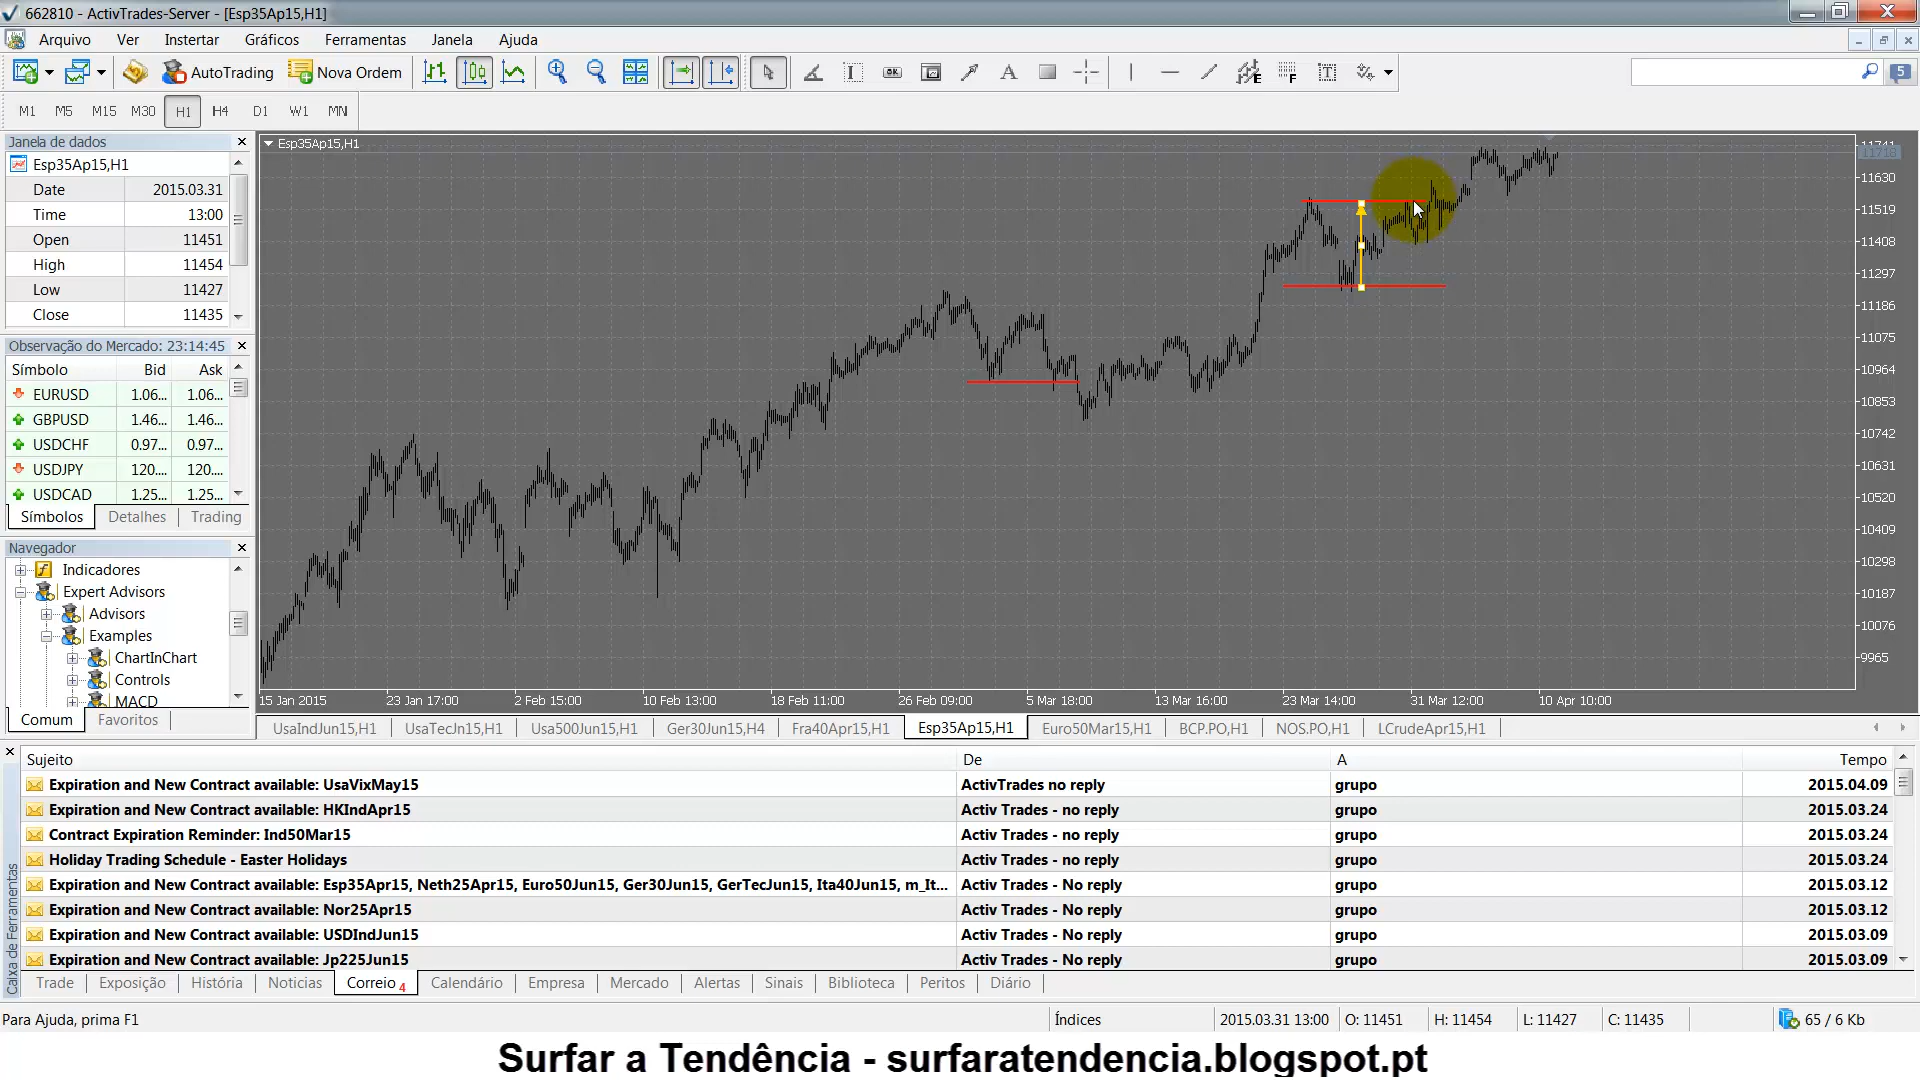 662810 - ActivTrades-Server - [Esp35Ap15,H1]
Arquivo Ver Instertar Gráficos Ferramentas Janela Ajuda
AutoTrading Nova Ordem
M1 M5 M15 M30 H1 H4 D1 W1 MN
Janela de dados
Esp35Ap15,H1
Date 2015.03.31
Time 13:00
Open 11451
High 11454
Low 11427
Close 11435
Observação do Mercado: 23:14:45
Símbolo Bid Ask
EURUSD 1.06... 1.06...
GBPUSD 1.46... 1.46...
USDCHF 0.97... 0.97...
USDJPY 120.... 120....
USDCAD 1.25... 1.25...
Símbolos Detalhes Trading
Navegador
Indicadores
Expert Advisors
Advisors
Examples
ChartInChart
Controls
MACD
Comum Favoritos
Esp35Ap15,H1
11741
11630
11519
11408
11297
11186
11075
10964
10853
10742
10631
10520
10409
10298
10187
10076
9965
15 Jan 2015 23 Jan 17:00 2 Feb 15:00 10 Feb 13:00 18 Feb 11:00 26 Feb 09:00 5 Mar 18:00 13 Mar 16:00 23 Mar 14:00 31 Mar 12:00 10 Apr 10:00
UsaIndJun15,H1 UsaTecJn15,H1 Usa500Jun15,H1 Ger30Jun15,H4 Fra40Apr15,H1 Esp35Ap15,H1 Euro50Mar15,H1 BCP.PO,H1 NOS.PO,H1 LCrudeApr15,H1
Sujeito De A Tempo
Expiration and New Contract available: UsaVixMay15 ActivTrades no reply grupo 2015.04.09
Expiration and New Contract available: HKIndApr15 Activ Trades - no reply grupo 2015.03.24
Contract Expiration Reminder: Ind50Mar15 Activ Trades - no reply grupo 2015.03.24
Holiday Trading Schedule - Easter Holidays Activ Trades - no reply grupo 2015.03.24
Expiration and New Contract available: Esp35Apr15, Neth25Apr15, Euro50Jun15, Ger30Jun15, GerTecJun15, Ita40Jun15, m_It... Activ Trades - No reply grupo 2015.03.12
Expiration and New Contract available: Nor25Apr15 Activ Trades - No reply grupo 2015.03.12
Expiration and New Contract available: USDIndJun15 Activ Trades - No reply grupo 2015.03.09
Expiration and New Contract available: Jp225Jun15 Activ Trades - No reply grupo 2015.03.09
Caixa de Ferramentas
Trade Exposição História Noticias Correio 4 Calendário Empresa Mercado Alertas Sinais Biblioteca Peritos Diário
Para Ajuda, prima F1 Índices 2015.03.31 13:00 O: 11451 H: 11454 L: 11427 C: 11435 65 / 6 Kb
Surfar a Tendência - surfaratendencia.blogspot.pt